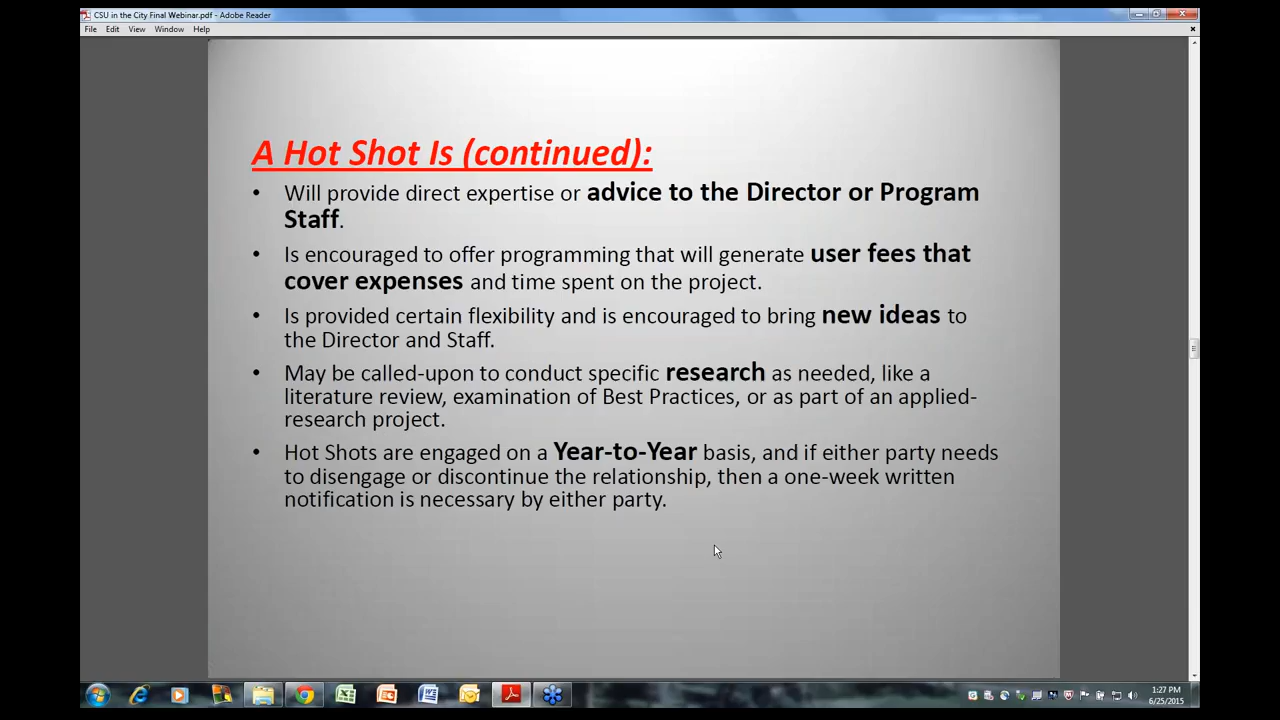 CSU in the City Final Webinar.pdf - Adobe Reader
File Edit View Window Help
A Hot Shot Is (continued):
• Will provide direct expertise or advice to the Director or Program
Staff.
• Is encouraged to offer programming that will generate user fees that
cover expenses and time spent on the project.
• Is provided certain flexibility and is encouraged to bring new ideas to
the Director and Staff.
• May be called-upon to conduct specific research as needed, like a
literature review, examination of Best Practices, or as part of an applied-
research project.
• Hot Shots are engaged on a Year-to-Year basis, and if either party needs
to disengage or discontinue the relationship, then a one-week written
notification is necessary by either party.
1:27 PM
6/25/2015